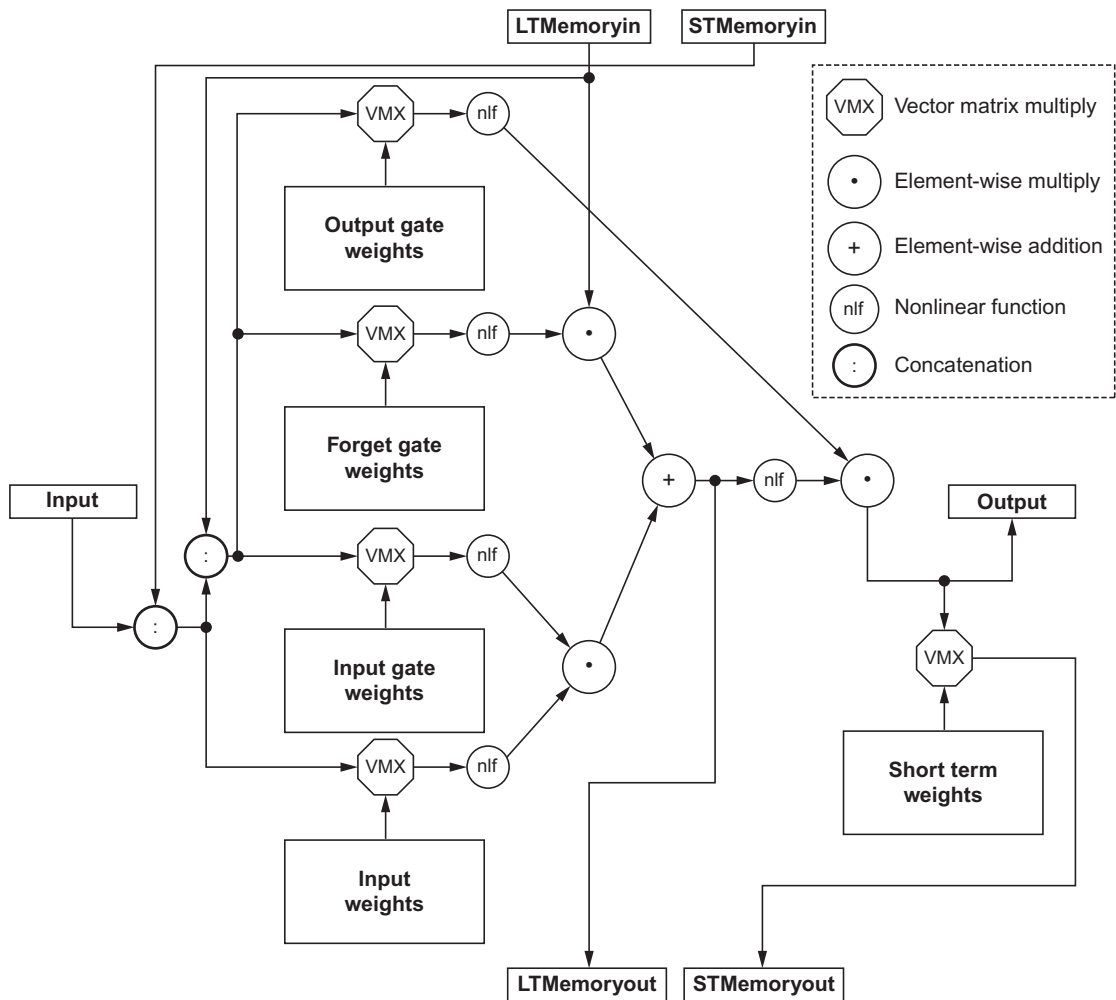 LTMemoryin
STMemoryin
VMX
nlf
VMX
Vector matrix multiply
Output gate
weights
•
Element-wise multiply
+
Element-wise addition
nlf
Nonlinear function
:
Concatenation
VMX
nlf
•
Forget gate
weights
Input
+
nlf
•
Output
:
VMX
nlf
:
Input gate
weights
•
VMX
VMX
nlf
Short term
weights
Input
weights
LTMemoryout
STMemoryout